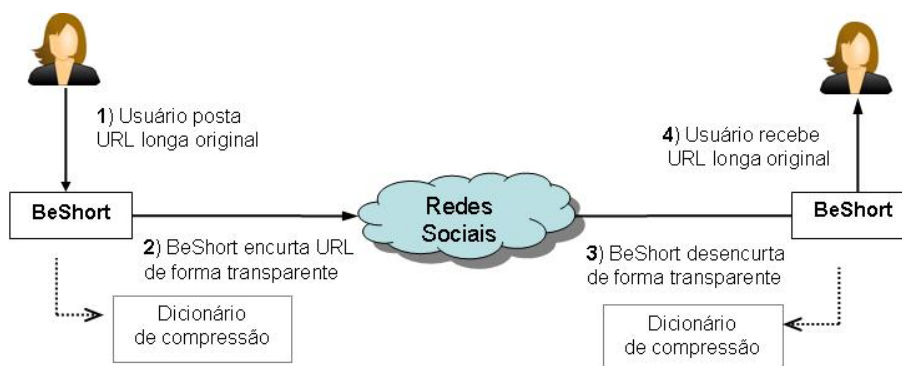 1) Usuário posta
URL longa original
4) Usuário recebe
URL longa original
BeShort
Redes
Sociais
BeShort
2) BeShort encurta URL
de forma transparente
3) BeShort desencurta
de forma transparente
Dicionário
de compressão
Dicionário
de compressão